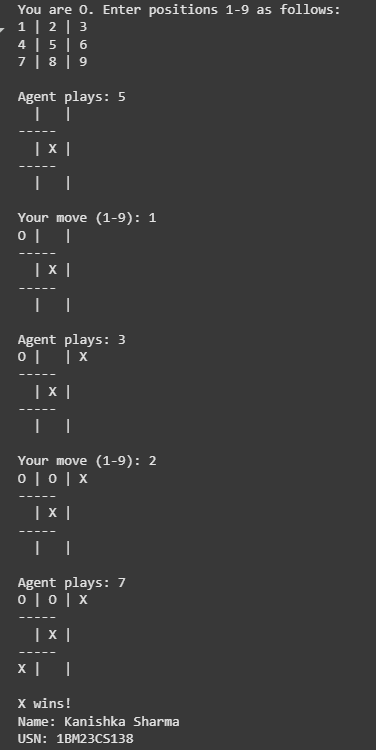 You are O. Enter positions 1-9 as follows:
1 | 2 | 3
4 | 5 | 6
7 | 8 | 9
Agent plays: 5
  |   |
-----
  | X |
-----
  |   |
Your move (1-9): 1
O |   |
-----
  | X |
-----
  |   |
Agent plays: 3
O |   | X
-----
  | X |
-----
  |   |
Your move (1-9): 2
O | O | X
-----
  | X |
-----
  |   |
Agent plays: 7
O | O | X
-----
  | X |
-----
X |   |
X wins!
Name: Kanishka Sharma
USN: 1BM23CS138